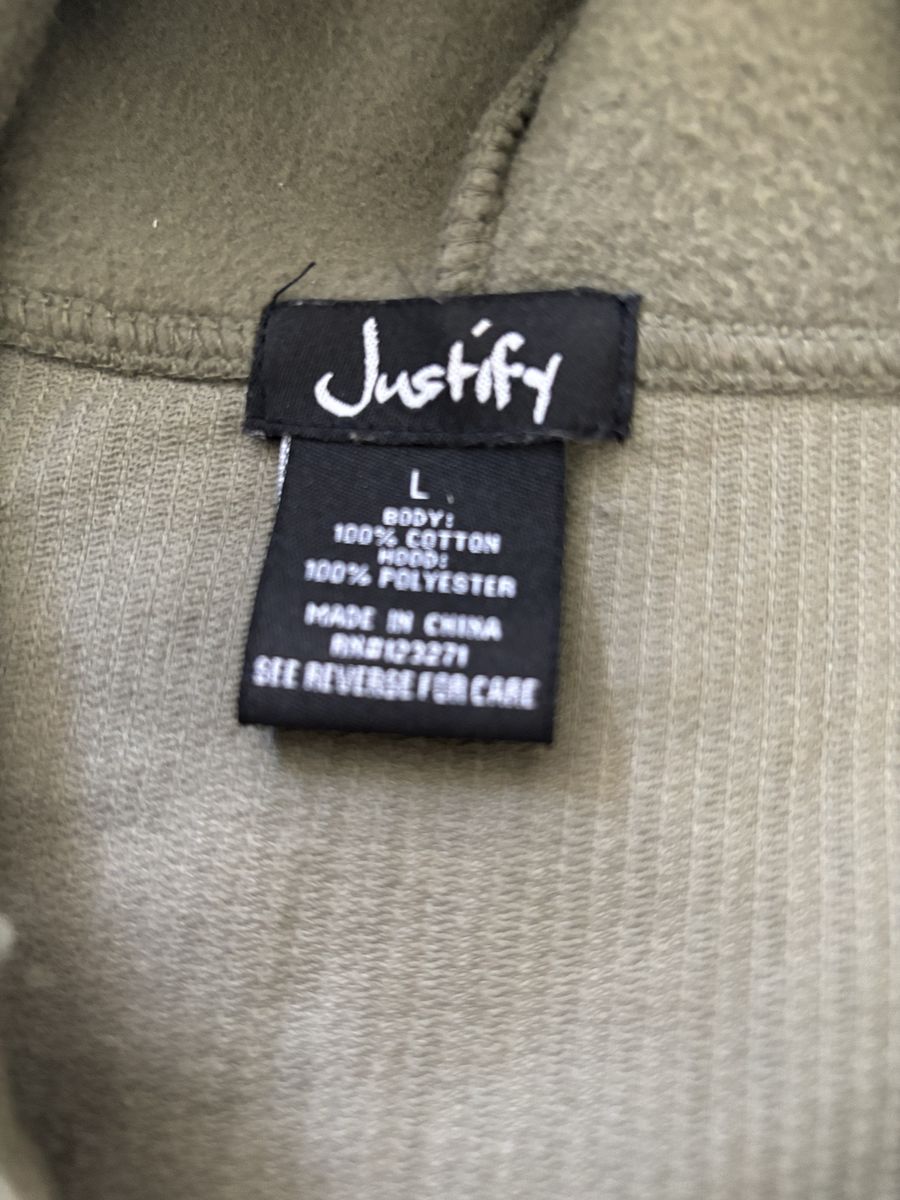 Justify
L
BODY:
100% COTTON
HOOD:
100% POLYESTER
MADE IN CHINA
RN#123271
SEE REVERSE FOR CARE